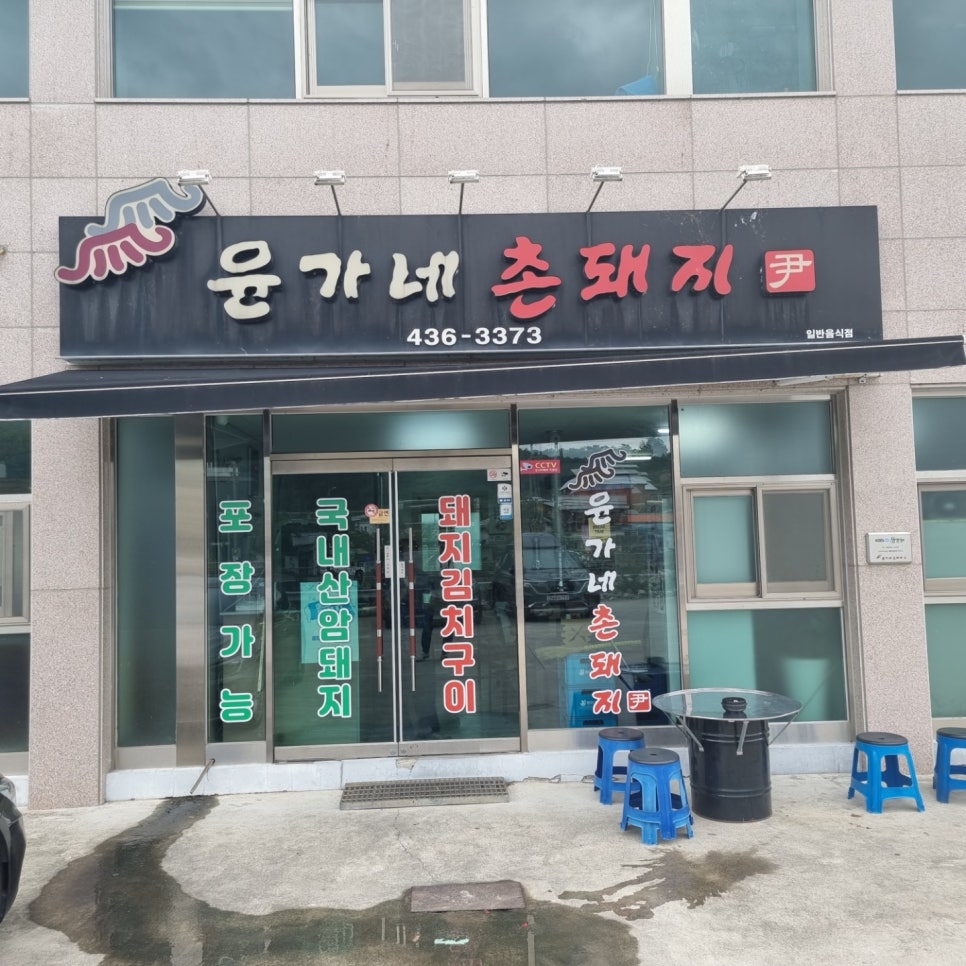 윤가네 촌돼지 尹
436-3373
일반음식점
포장가능
국내산암돼지
돼지김치구이
CCTV
금연
윤가네촌돼지 尹